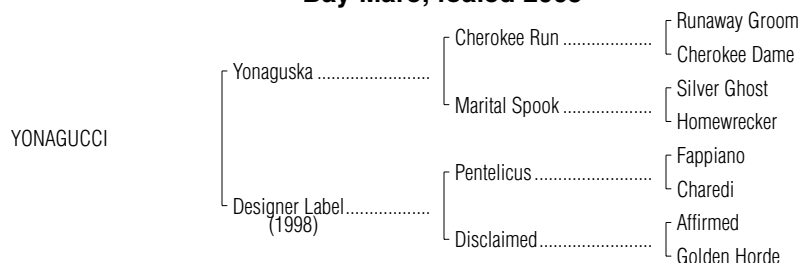 Bay Mare; foaled 2005
Runaway Groom
Cherokee Run ......................
Cherokee Dame
Yonaguska ............................
Silver Ghost
Marital Spook ......................
Homewrecker
YONAGUCCI
Fappiano
Pentelicus .............................
Charedi
Designer Label.....................
(1998)
Affirmed
Disclaimed............................
Golden Horde